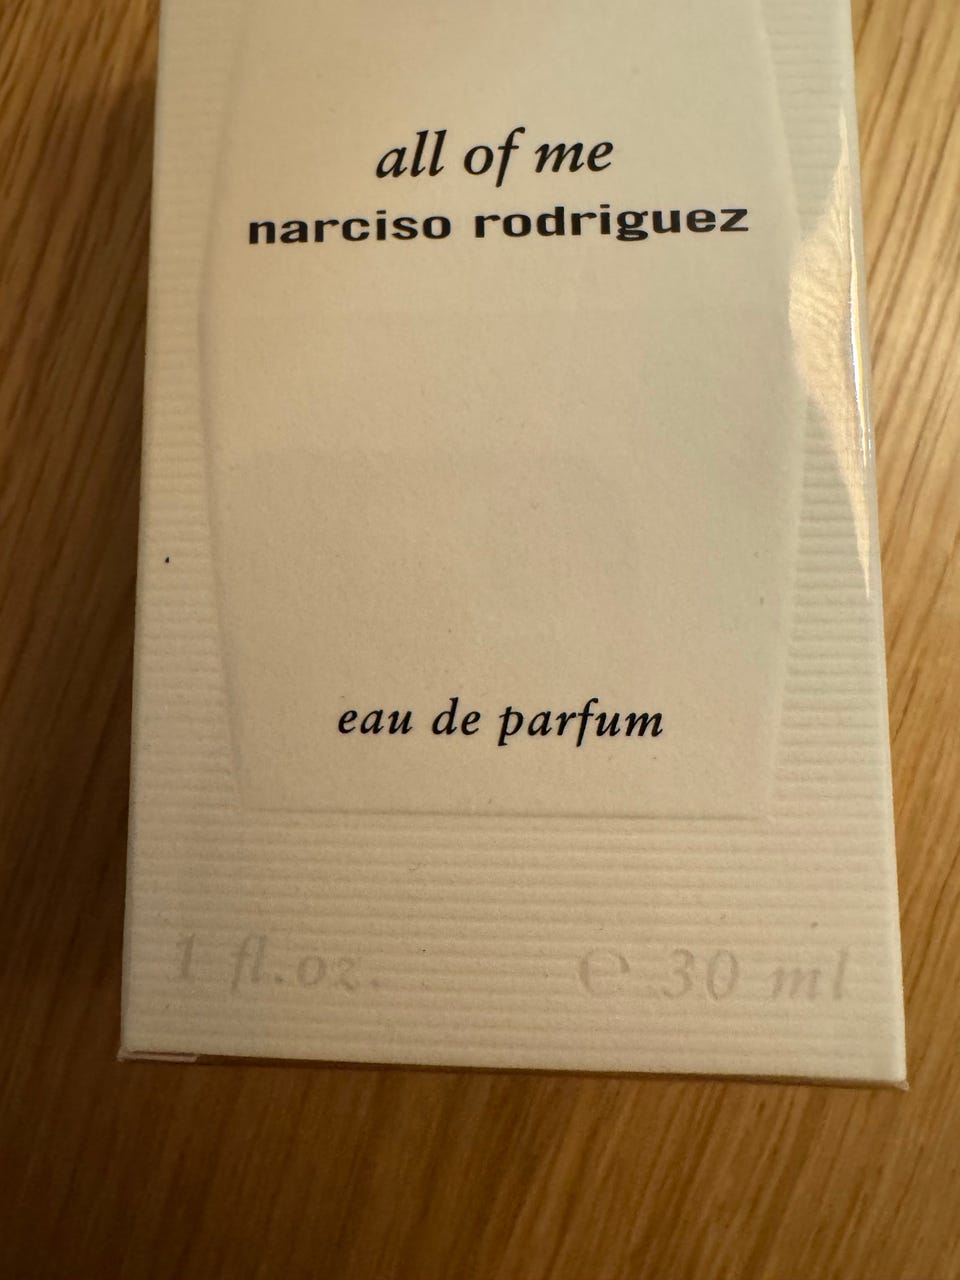 all of me
narciso rodriguez
eau de parfum
1 fl.oz. ℮ 30 ml